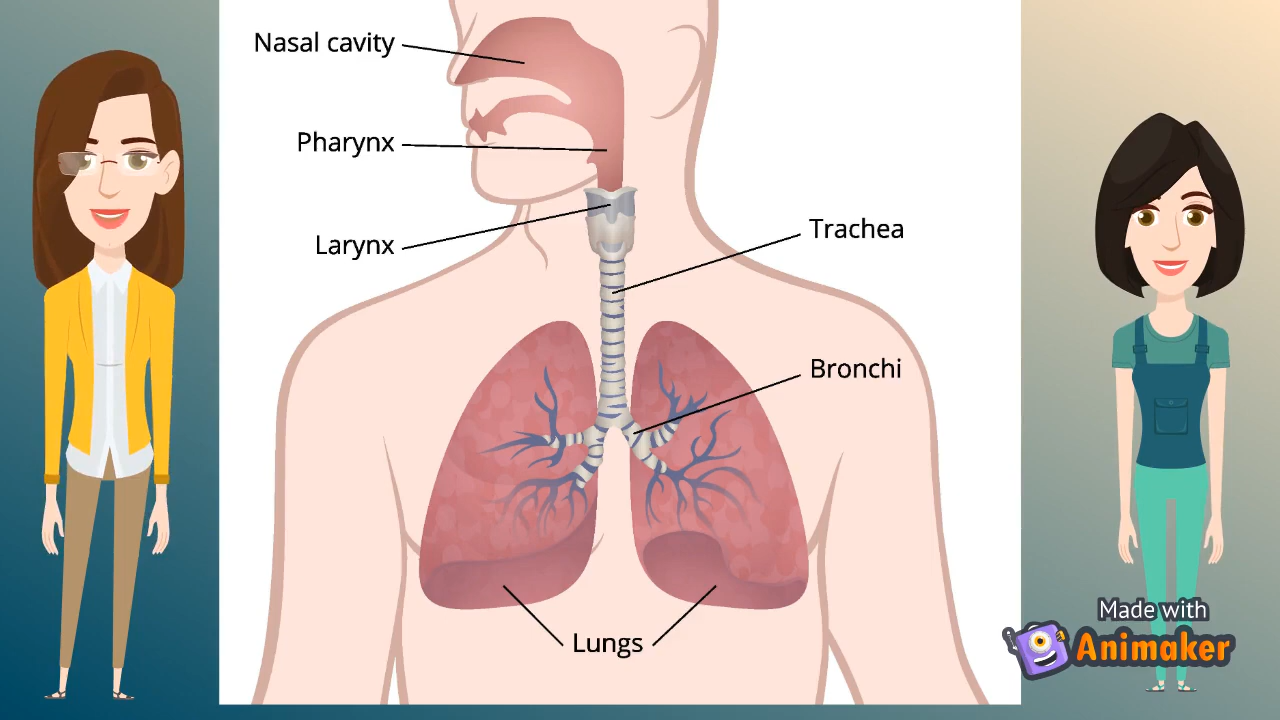 Nasal cavity
Pharynx
Larynx
Trachea
Bronchi
Lungs
Made with
Animaker